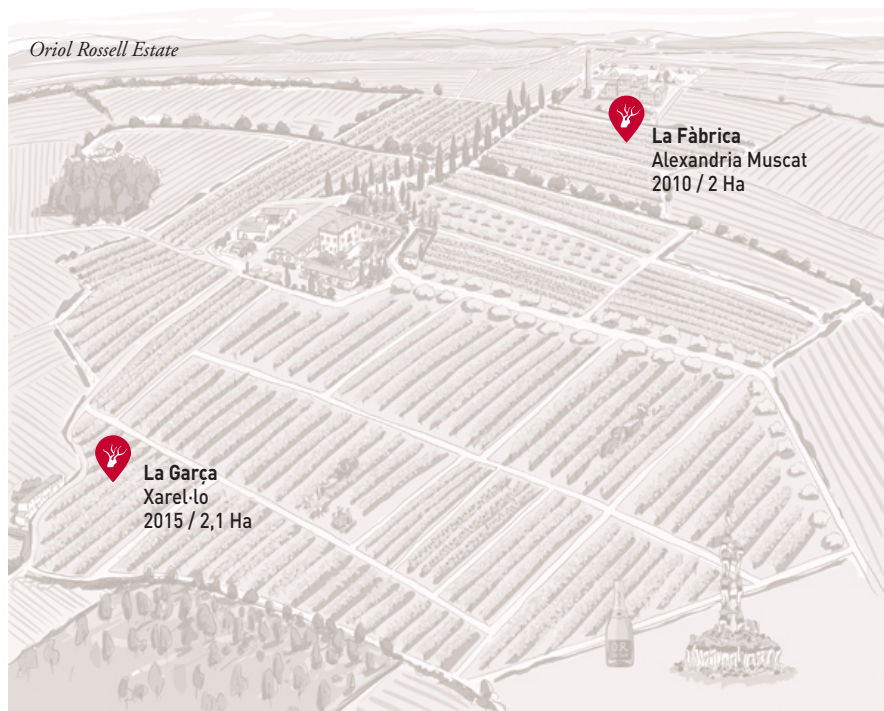 Oriol Rossell Estate
La Fàbrica
Alexandria Muscat
2010 / 2 Ha
La Garça
Xarel·lo
2015 / 2,1 Ha